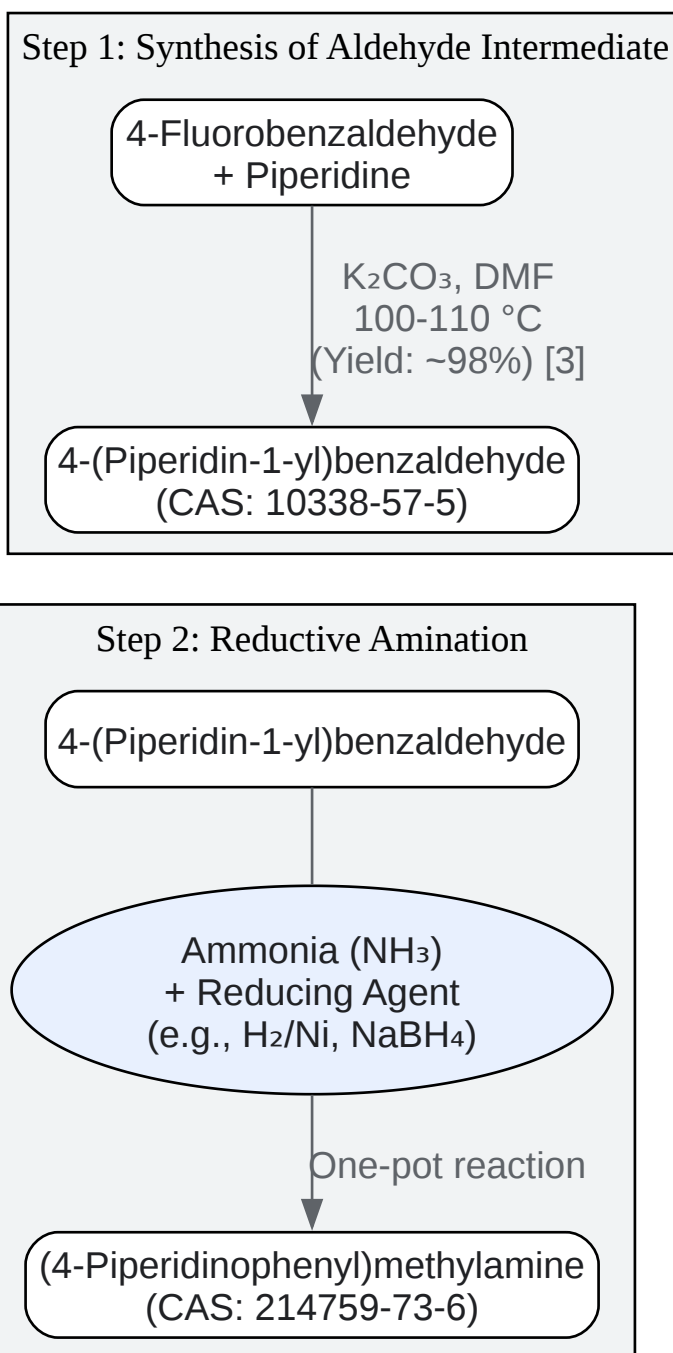 Step 1: Synthesis of Aldehyde Intermediate
4-Fluorobenzaldehyde
+ Piperidine
K₂CO₃, DMF
100-110 °C
(Yield: ~98%) [3]
4-(Piperidin-1-yl)benzaldehyde
(CAS: 10338-57-5)
Step 2: Reductive Amination
4-(Piperidin-1-yl)benzaldehyde
Ammonia (NH₃)
+ Reducing Agent
(e.g., H₂/Ni, NaBH₄)
One-pot reaction
(4-Piperidinophenyl)methylamine
(CAS: 214759-73-6)